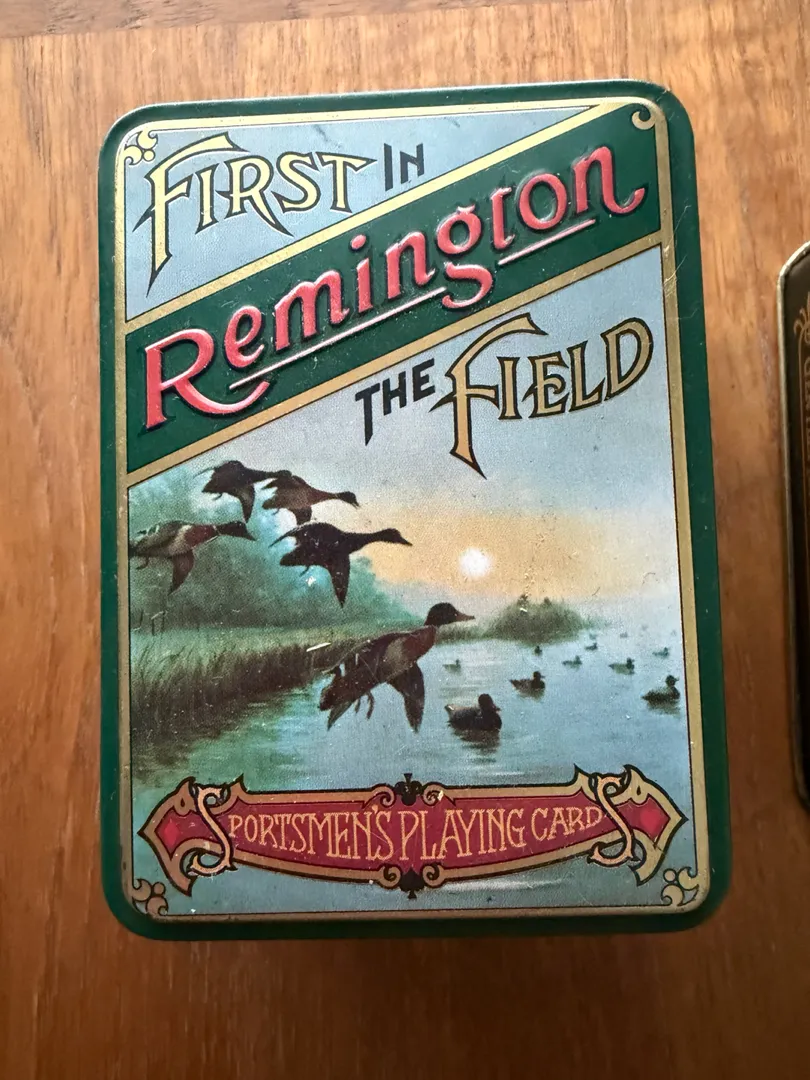 FIRST IN
Remington
THE FIELD
SPORTSMEN'S PLAYING CARDS